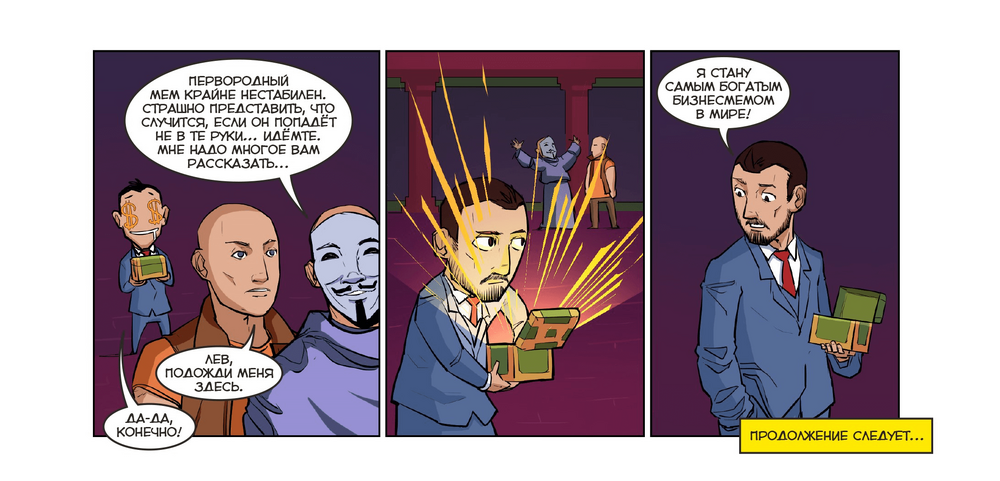 ПЕРВОРОДНЫЙ
МЕМ КРАЙНЕ НЕСТАБИЛЕН.
СТРАШНО ПРЕДСТАВИТЬ, ЧТО
СЛУЧИТСЯ, ЕСЛИ ОН ПОПАДЁТ
НЕ В ТЕ РУКИ... ИДЁМТЕ.
МНЕ НАДО МНОГОЕ ВАМ
РАССКАЗАТЬ...
$ $
ЛЕВ,
ПОДОЖДИ МЕНЯ
ЗДЕСЬ.
ДА-ДА,
КОНЕЧНО!
Я СТАНУ
САМЫМ БОГАТЫМ
БИЗНЕСМЕМОМ
В МИРЕ!
ПРОДОЛЖЕНИЕ СЛЕДУЕТ...